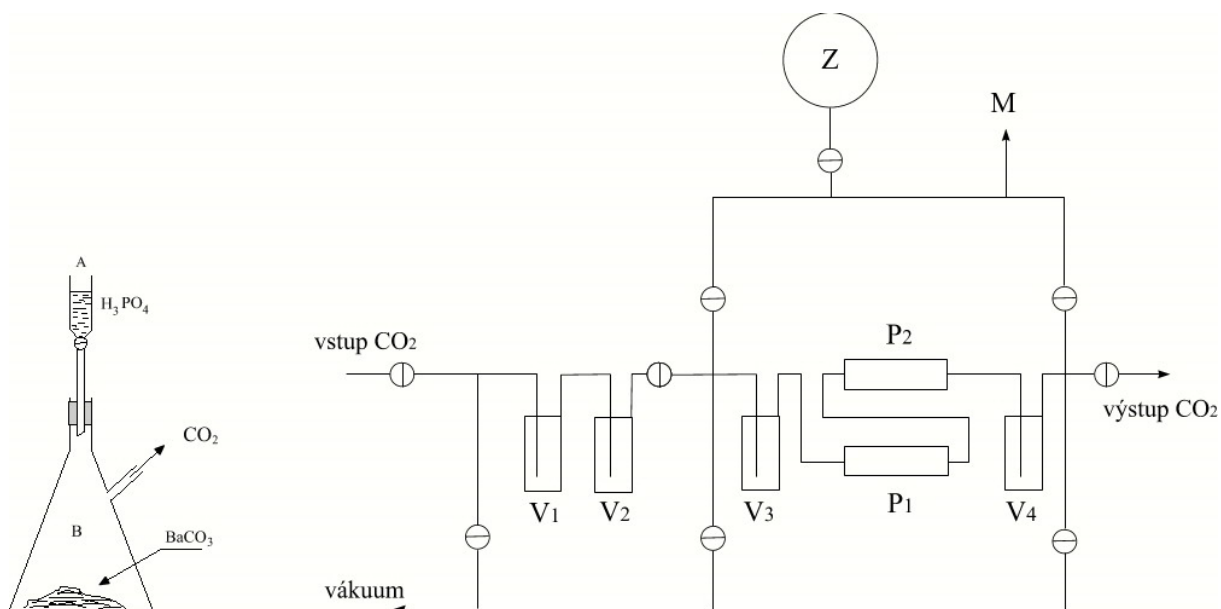 Z
M
A
H₃PO₄
vstup CO₂
P₂
výstup CO₂
CO₂
V₁
V₂
V₃
P₁
V₄
B
BaCO₃
vákuum